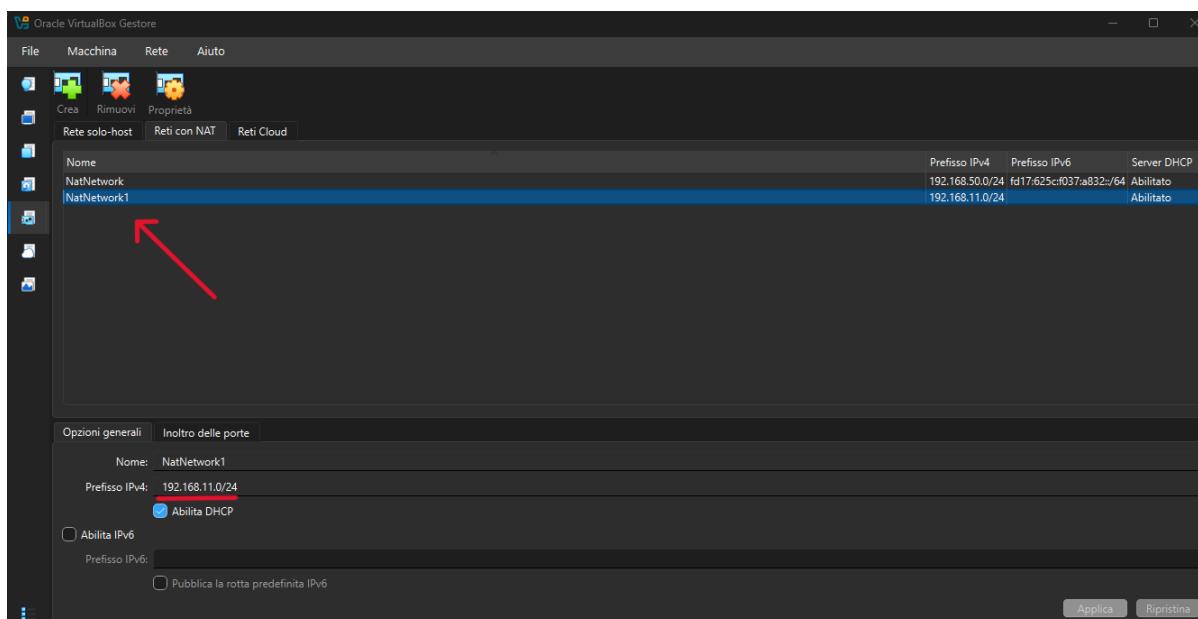 Oracle VirtualBox Gestore
File Macchina Rete Aiuto
Crea Rimuovi Proprietà
Rete solo-host Reti con NAT Reti Cloud
Nome Prefisso IPv4 Prefisso IPv6 Server DHCP
NatNetwork 192.168.50.0/24 fd17:625c:f037:a832::/64 Abilitato
NatNetwork1 192.168.11.0/24 Abilitato
Opzioni generali Inoltro delle porte
Nome: NatNetwork1
Prefisso IPv4: 192.168.11.0/24
Abilita DHCP
Abilita IPv6
Prefisso IPv6:
Pubblica la rotta predefinita IPv6
Applica Ripristina